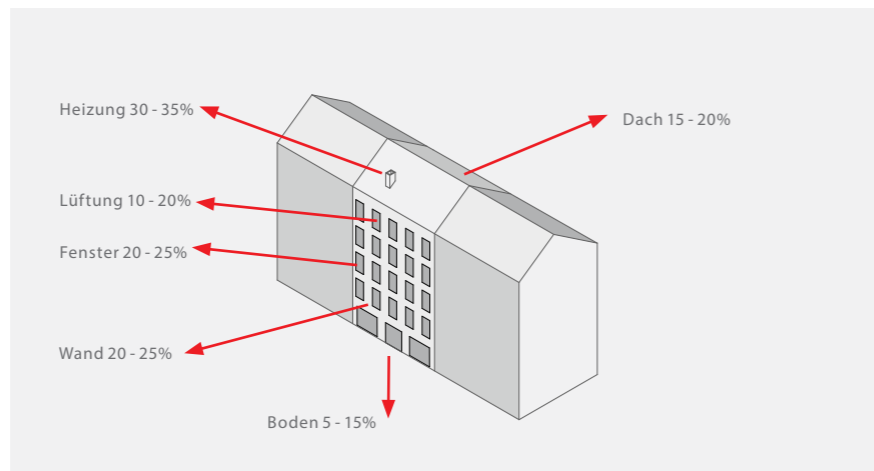 Heizung 30 - 35%
Dach 15 - 20%
Lüftung 10 - 20%
Fenster 20 - 25%
Wand 20 - 25%
Boden 5 - 15%